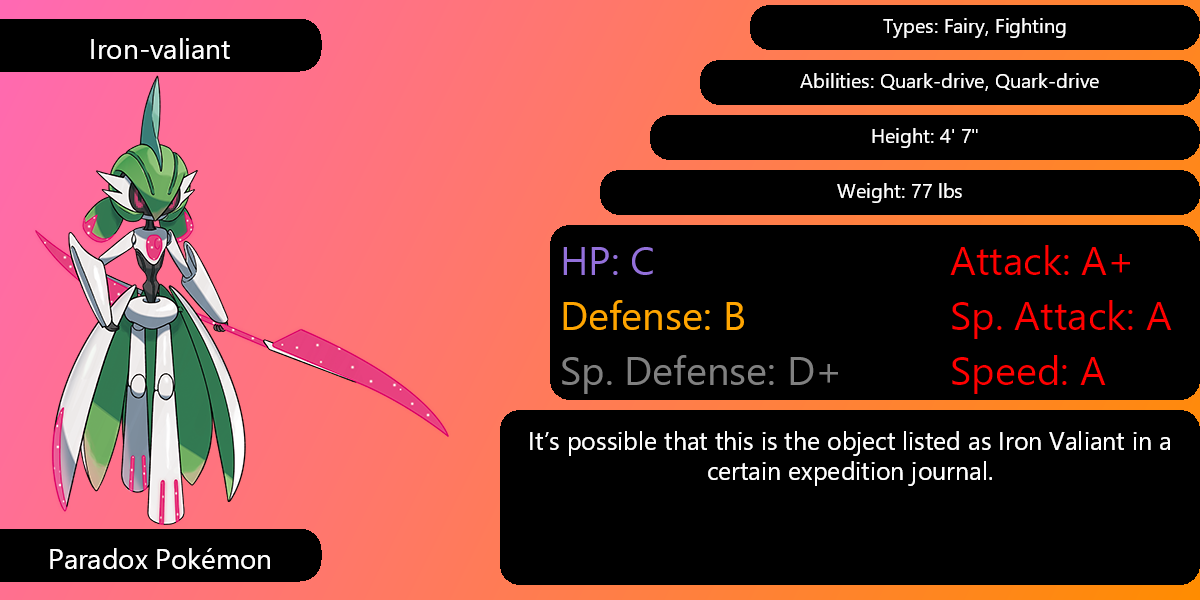 Iron-valiant
Types: Fairy, Fighting
Abilities: Quark-drive, Quark-drive
Height: 4' 7"
Weight: 77 lbs
HP: C
Attack: A+
Defense: B
Sp. Attack: A
Sp. Defense: D+
Speed: A
It’s possible that this is the object listed as Iron Valiant in a
certain expedition journal.
Paradox Pokémon